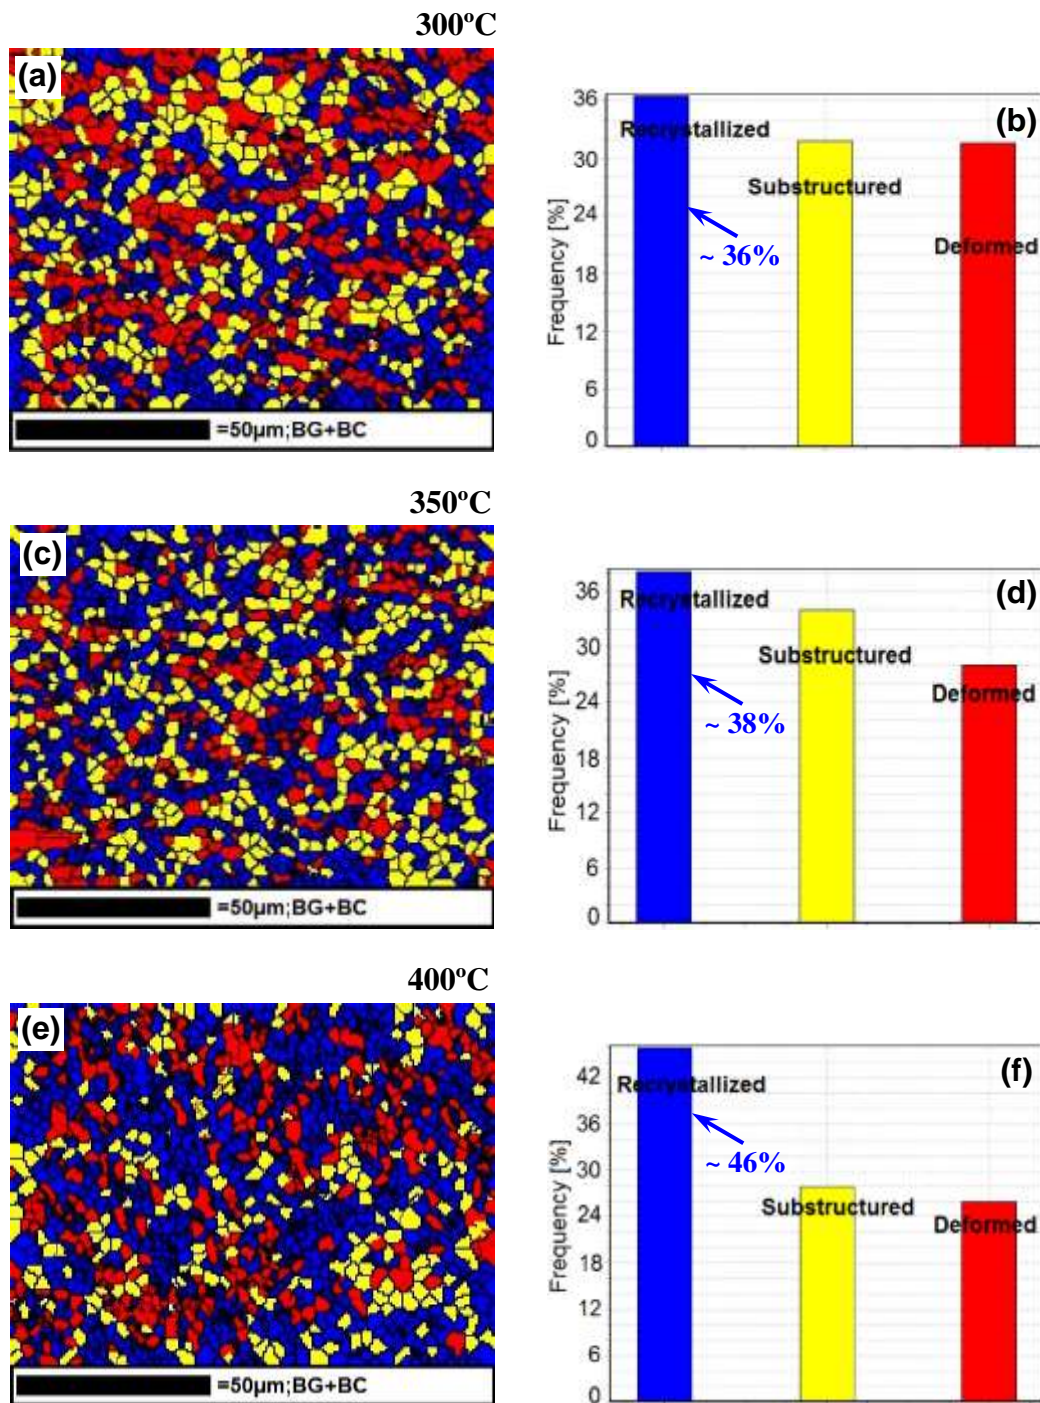 300ºC
(a)
=50µm;BG+BC
(b)
Frequency [%]
36
30
24
18
12
6
0
Recrystallized
Substructured
Deformed
~ 36%
350ºC
(c)
=50µm;BG+BC
(d)
Frequency [%]
36
30
24
18
12
6
0
Recrystallized
Substructured
Deformed
~ 38%
400ºC
(e)
=50µm;BG+BC
(f)
Frequency [%]
42
36
30
24
18
12
6
0
Recrystallized
Substructured
Deformed
~ 46%